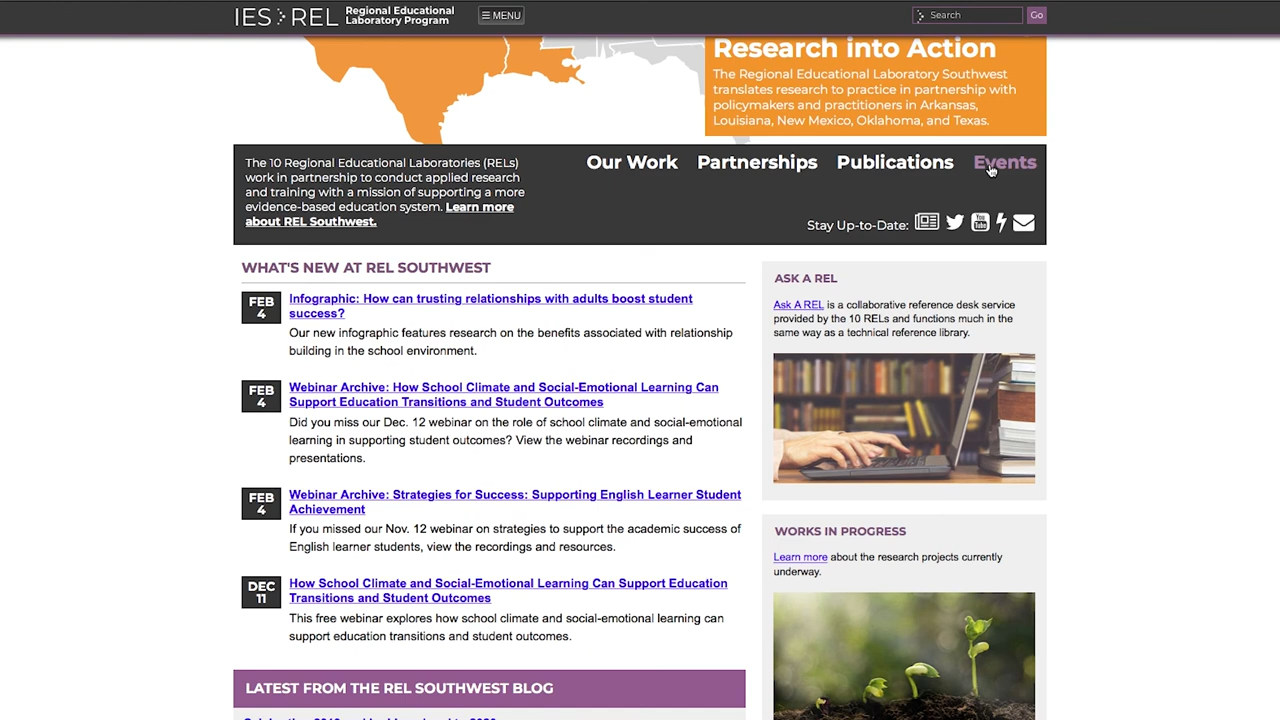 IES REL Regional Educational
Laboratory Program
MENU
Search
Go
Research into Action
The Regional Educational Laboratory Southwest
translates research to practice in partnership with
policymakers and practitioners in Arkansas,
Louisiana, New Mexico, Oklahoma, and Texas.
The 10 Regional Educational Laboratories (RELs)
work in partnership to conduct applied research
and training with a mission of supporting a more
evidence-based education system. Learn more
about REL Southwest.
Our Work Partnerships Publications Events
Stay Up-to-Date:
You
Tube
WHAT'S NEW AT REL SOUTHWEST
FEB
4
Infographic: How can trusting relationships with adults boost student
success?
Our new infographic features research on the benefits associated with relationship
building in the school environment.
FEB
4
Webinar Archive: How School Climate and Social-Emotional Learning Can
Support Education Transitions and Student Outcomes
Did you miss our Dec. 12 webinar on the role of school climate and social-emotional
learning in supporting student outcomes? View the webinar recordings and
presentations.
FEB
4
Webinar Archive: Strategies for Success: Supporting English Learner Student
Achievement
If you missed our Nov. 12 webinar on strategies to support the academic success of
English learner students, view the recordings and resources.
DEC
11
How School Climate and Social-Emotional Learning Can Support Education
Transitions and Student Outcomes
This free webinar explores how school climate and social-emotional learning can
support education transitions and student outcomes.
LATEST FROM THE REL SOUTHWEST BLOG
ASK A REL
Ask A REL is a collaborative reference desk service
provided by the 10 RELs and functions much in the
same way as a technical reference library.
WORKS IN PROGRESS
Learn more about the research projects currently
underway.